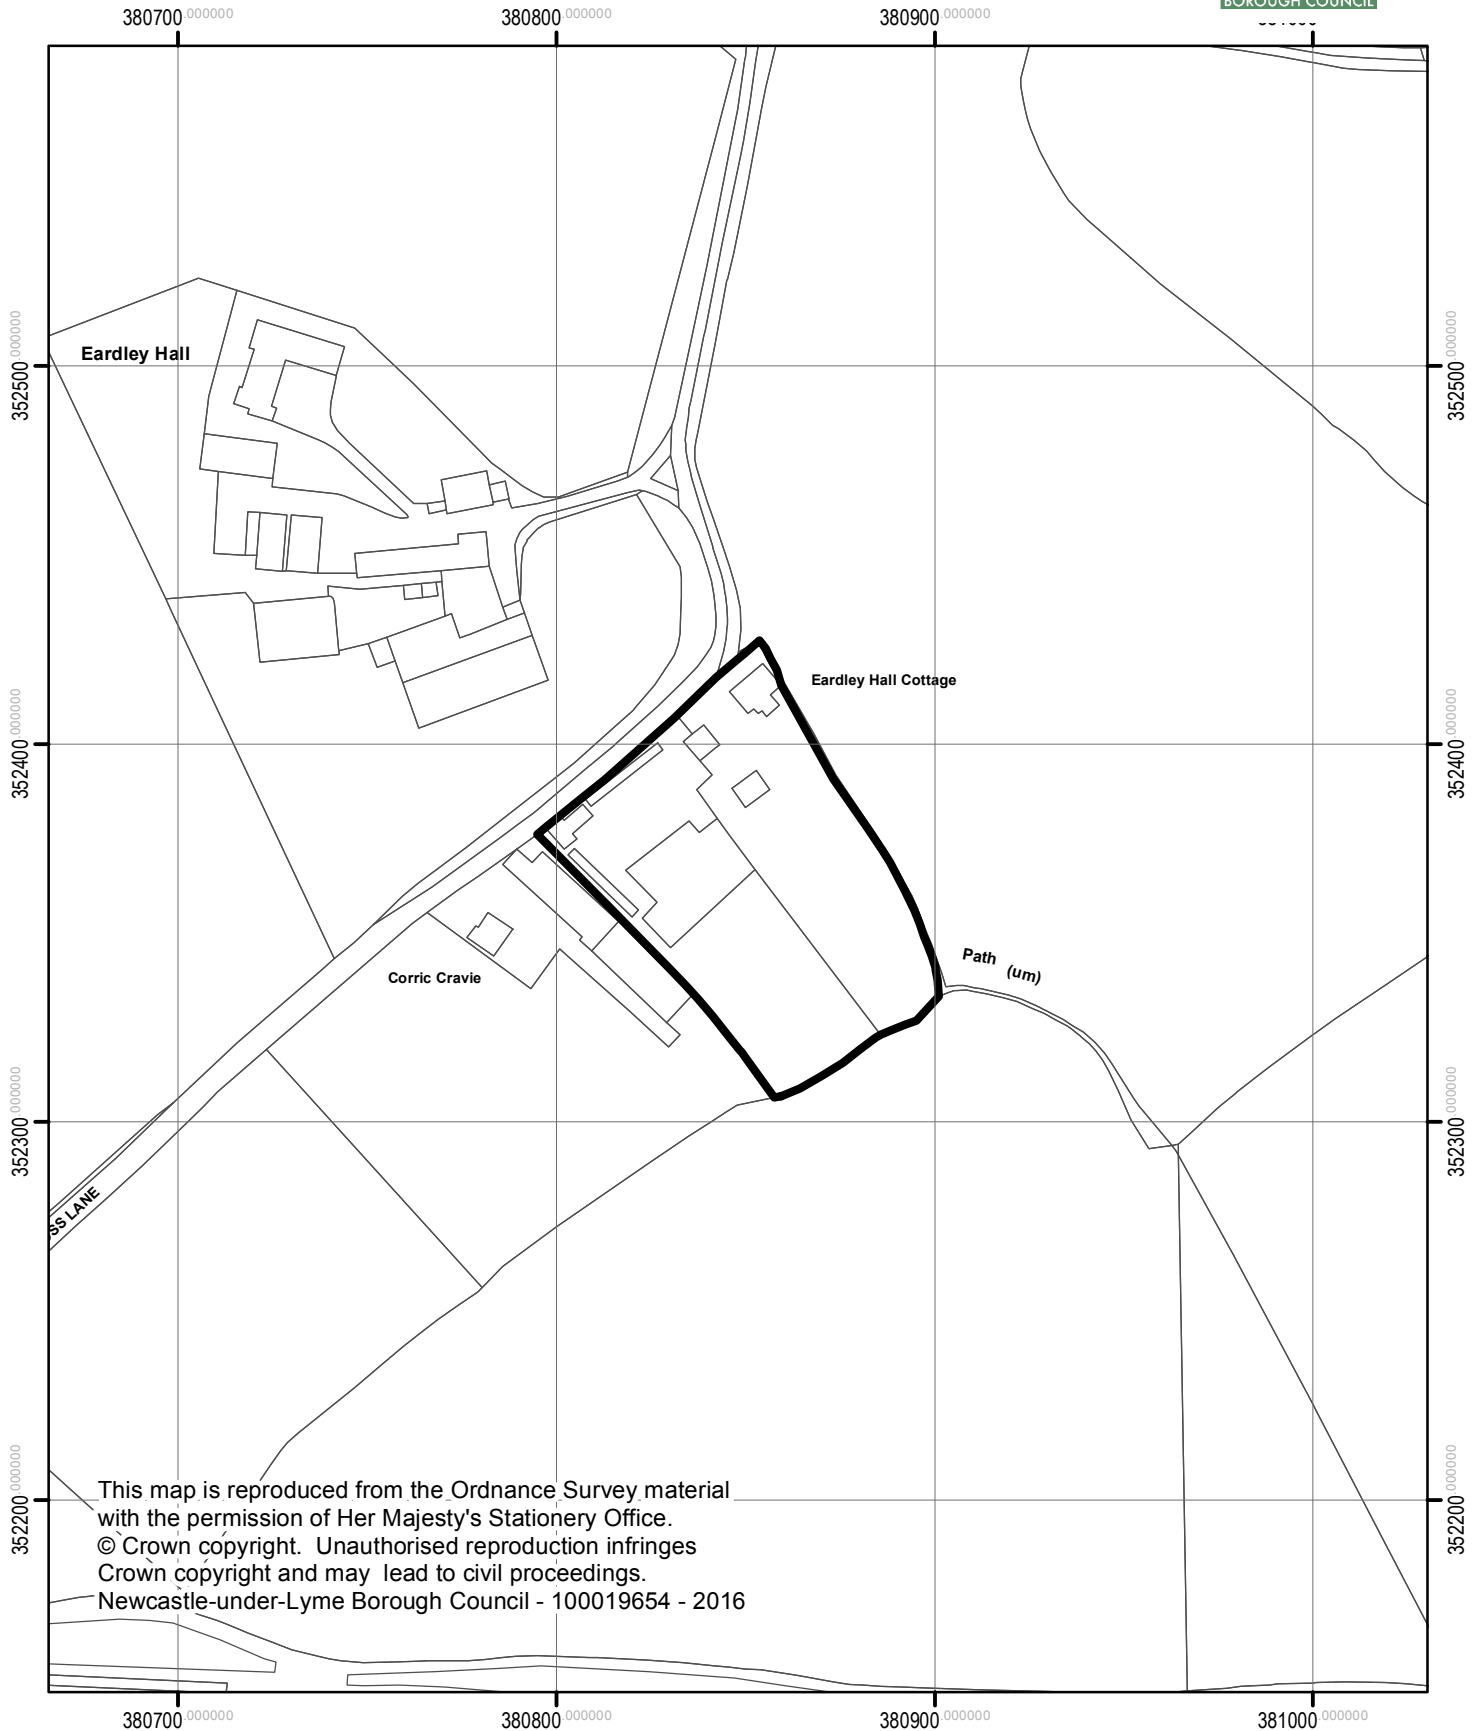 BOROUGH COUNCIL
380700.000000
380800.000000
380900.000000
352500.000000
352500.000000
Eardley Hall
Eardley Hall Cottage
352400.000000
352400.000000
Path (um)
Corric Cravie
352300.000000
352300.000000
SS LANE
This map is reproduced from the Ordnance Survey material
with the permission of Her Majesty's Stationery Office.
© Crown copyright. Unauthorised reproduction infringes
Crown copyright and may lead to civil proceedings.
Newcastle-under-Lyme Borough Council - 100019654 - 2016
352200.000000
352200.000000
380700.000000
380800.000000
380900.000000
381000.000000